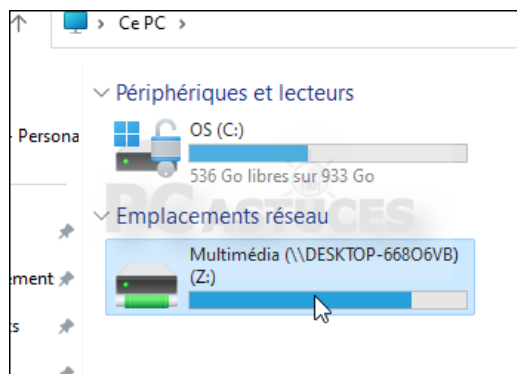 Ce PC
Périphériques et lecteurs
Persona
OS (C:)
536 Go libres sur 933 Go
PC ASTUCES
Emplacements réseau
Multimédia (\\DESKTOP-668O6VB)
(Z:)
ement
s